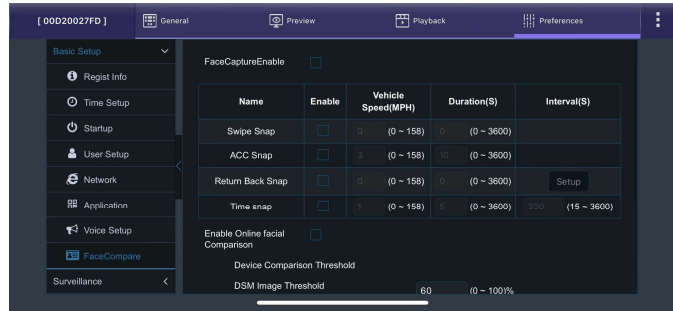 [ 00D20027FD ] General Preview Playback Preferences
Basic Setup
Regist Info
Time Setup
Startup
User Setup
Network
Application
Voice Setup
FaceCompare
Surveillance
FaceCaptureEnable
Name Enable Vehicle Speed(MPH) Duration(S) Interval(S)
Swipe Snap 0 (0 ~ 158) 0 (0 ~ 3600)
ACC Snap 3 (0 ~ 158) 10 (0 ~ 3600)
Return Back Snap 0 (0 ~ 158) 0 (0 ~ 3600) Setup
Time snap 1 (0 ~ 158) 5 (0 ~ 3600) 300 (15 ~ 3600)
Enable Online facial
Comparison
Device Comparison Threshold
DSM Image Threshold 60 (0 ~ 100)%